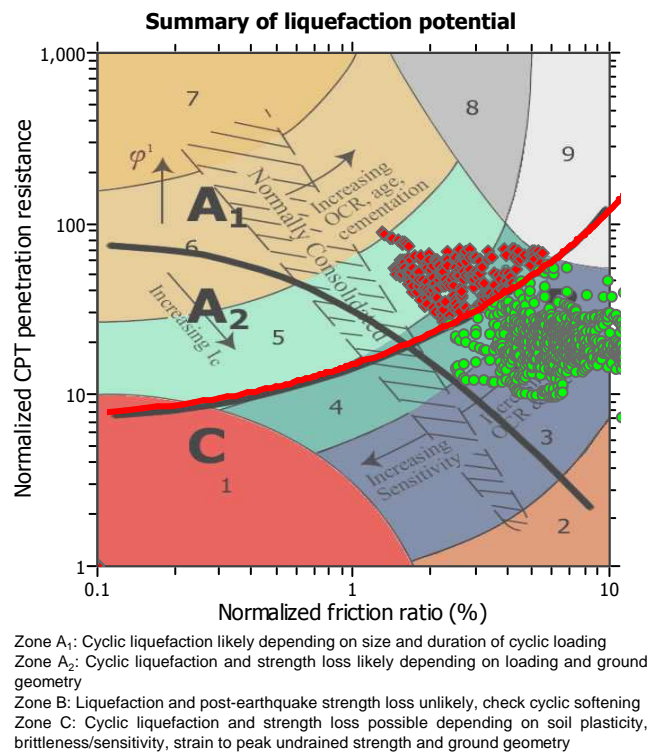 Summary of liquefaction potential
Normalized CPT penetration resistance
1,000
100
10
1
7
8
9
φ¹
A₁
6
Normally Consolidated
Increasing
OCR, age,
cementation
A₂
Increasing Ic
5
4
C
1
Increasing
Sensitivity
3
2
0.1
1
10
Normalized friction ratio (%)
Zone A₁: Cyclic liquefaction likely depending on size and duration of cyclic loading
Zone A₂: Cyclic liquefaction and strength loss likely depending on loading and ground
geometry
Zone B: Liquefaction and post-earthquake strength loss unlikely, check cyclic softening
Zone C: Cyclic liquefaction and strength loss possible depending on soil plasticity,
brittleness/sensitivity, strain to peak undrained strength and ground geometry